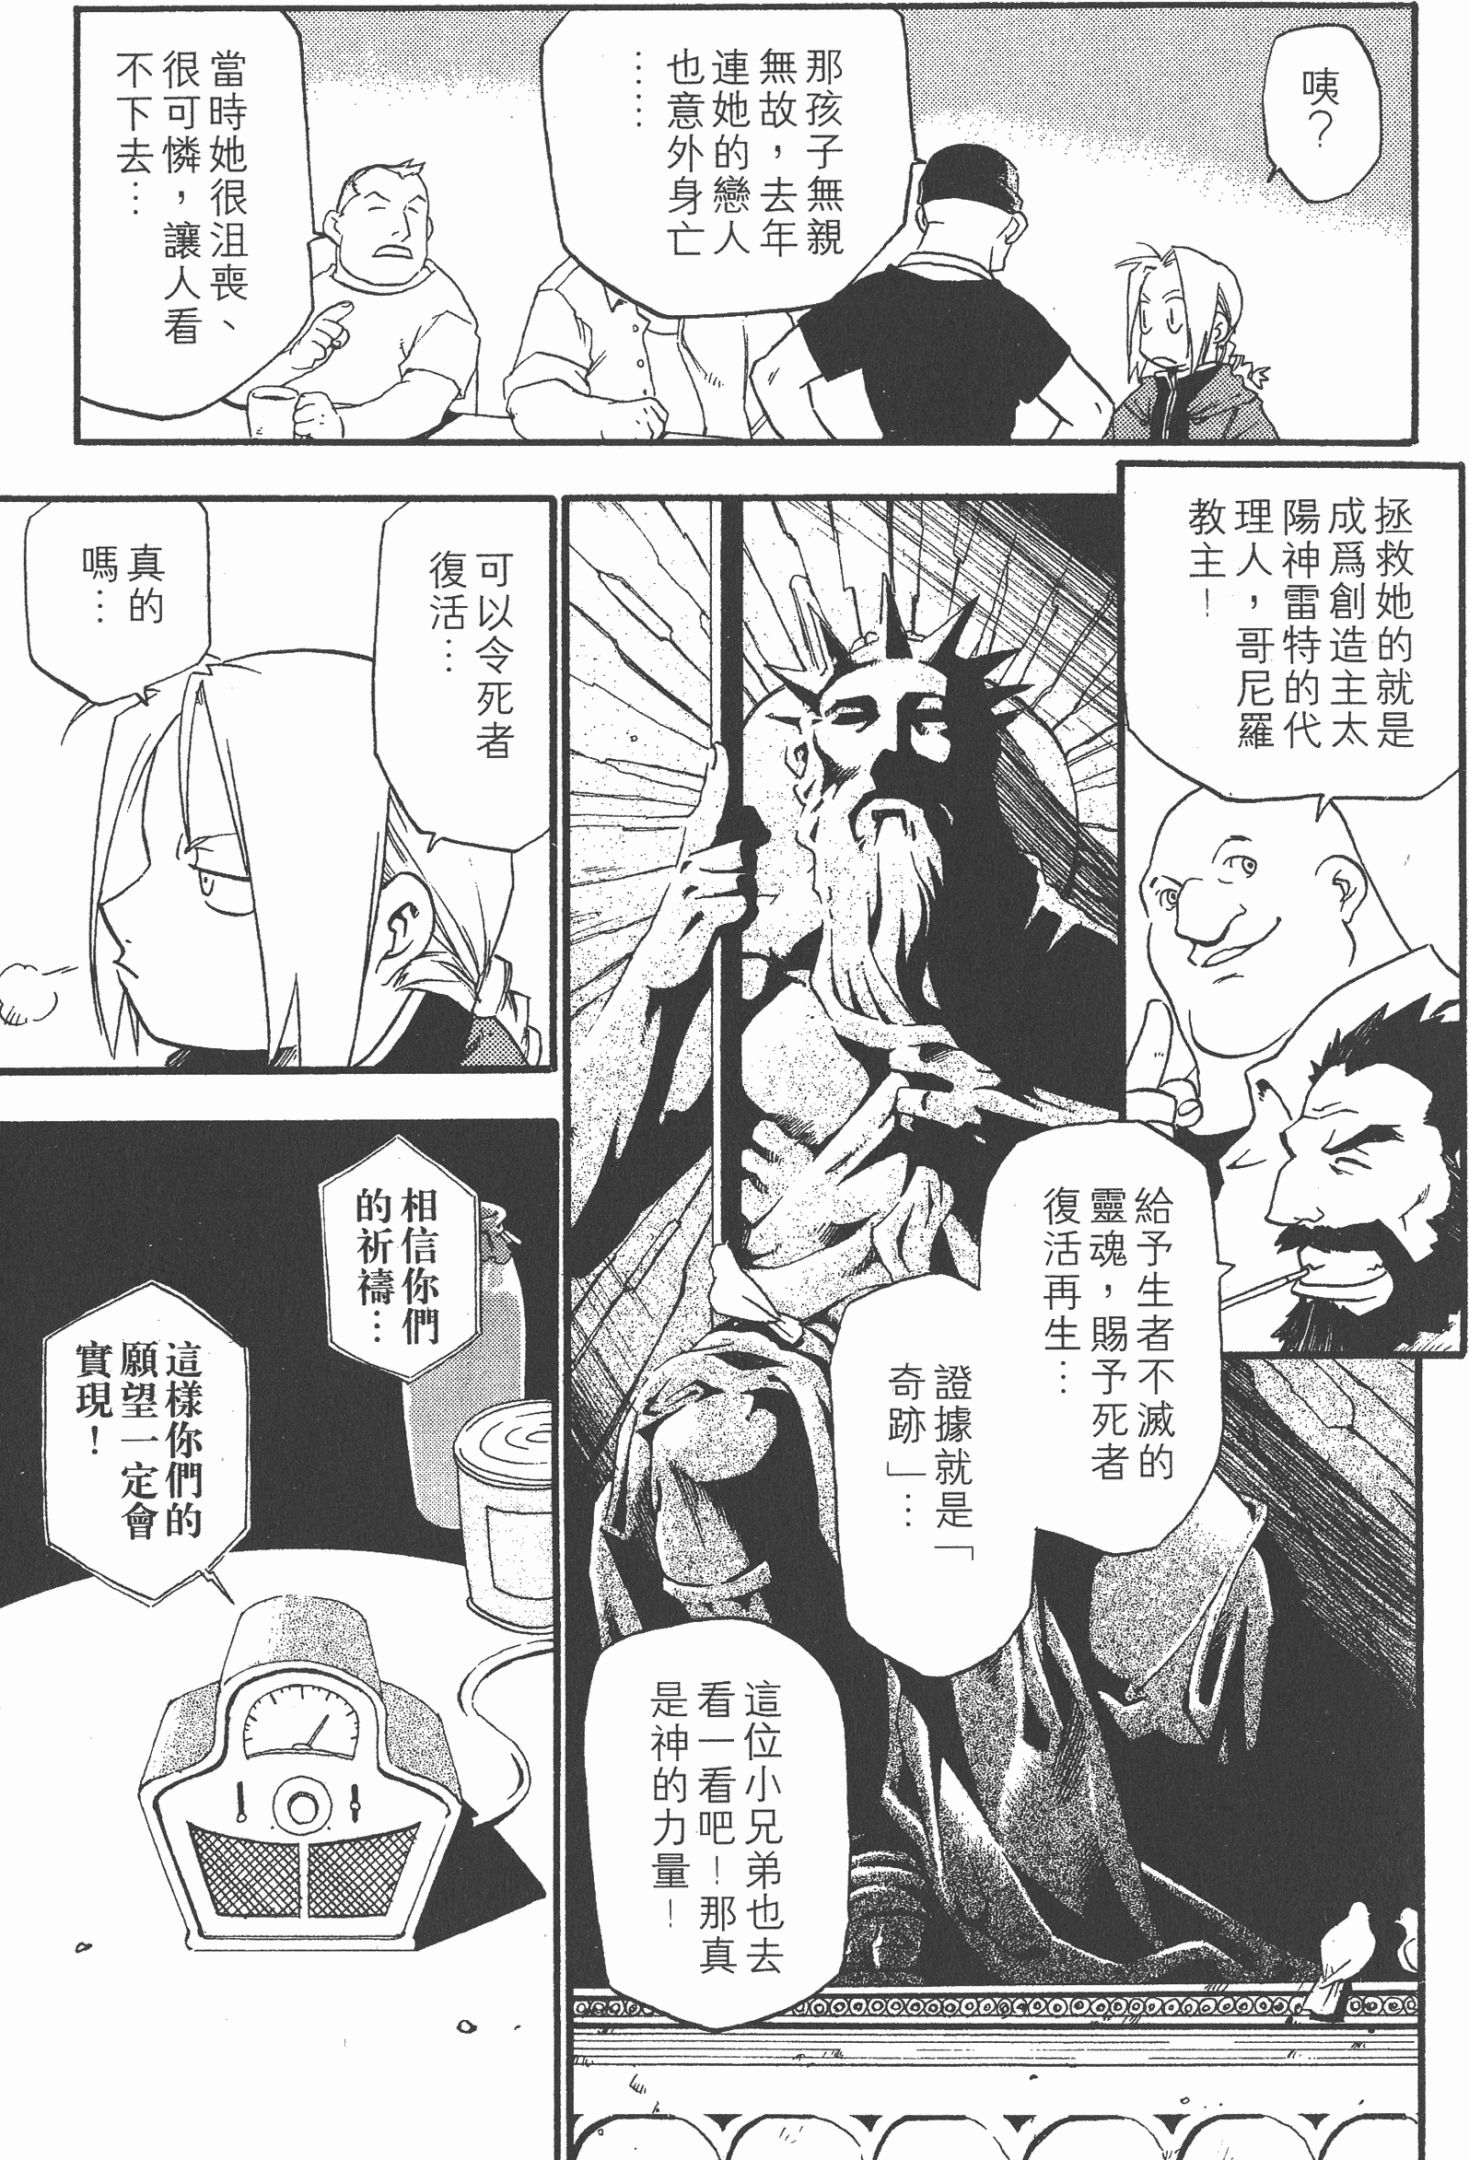 咦？
那孩子無親
無故，去年
連她的戀人
也意外身亡
……
當時她很沮喪、
很可憐，讓人看
不下去…
拯救她的就是
成爲創造主太
陽神雷特的代
理人，哥尼羅
教主！
給予生者不滅的
靈魂，賜予死者
復活再生…
證據就是「
奇跡」…
這位小兄弟也去
看一看吧！那真
是神的力量！
可以令死者
復活…
真的
嗎…
相信你們
的祈禱…
這樣你們的
願望一定會
實現！